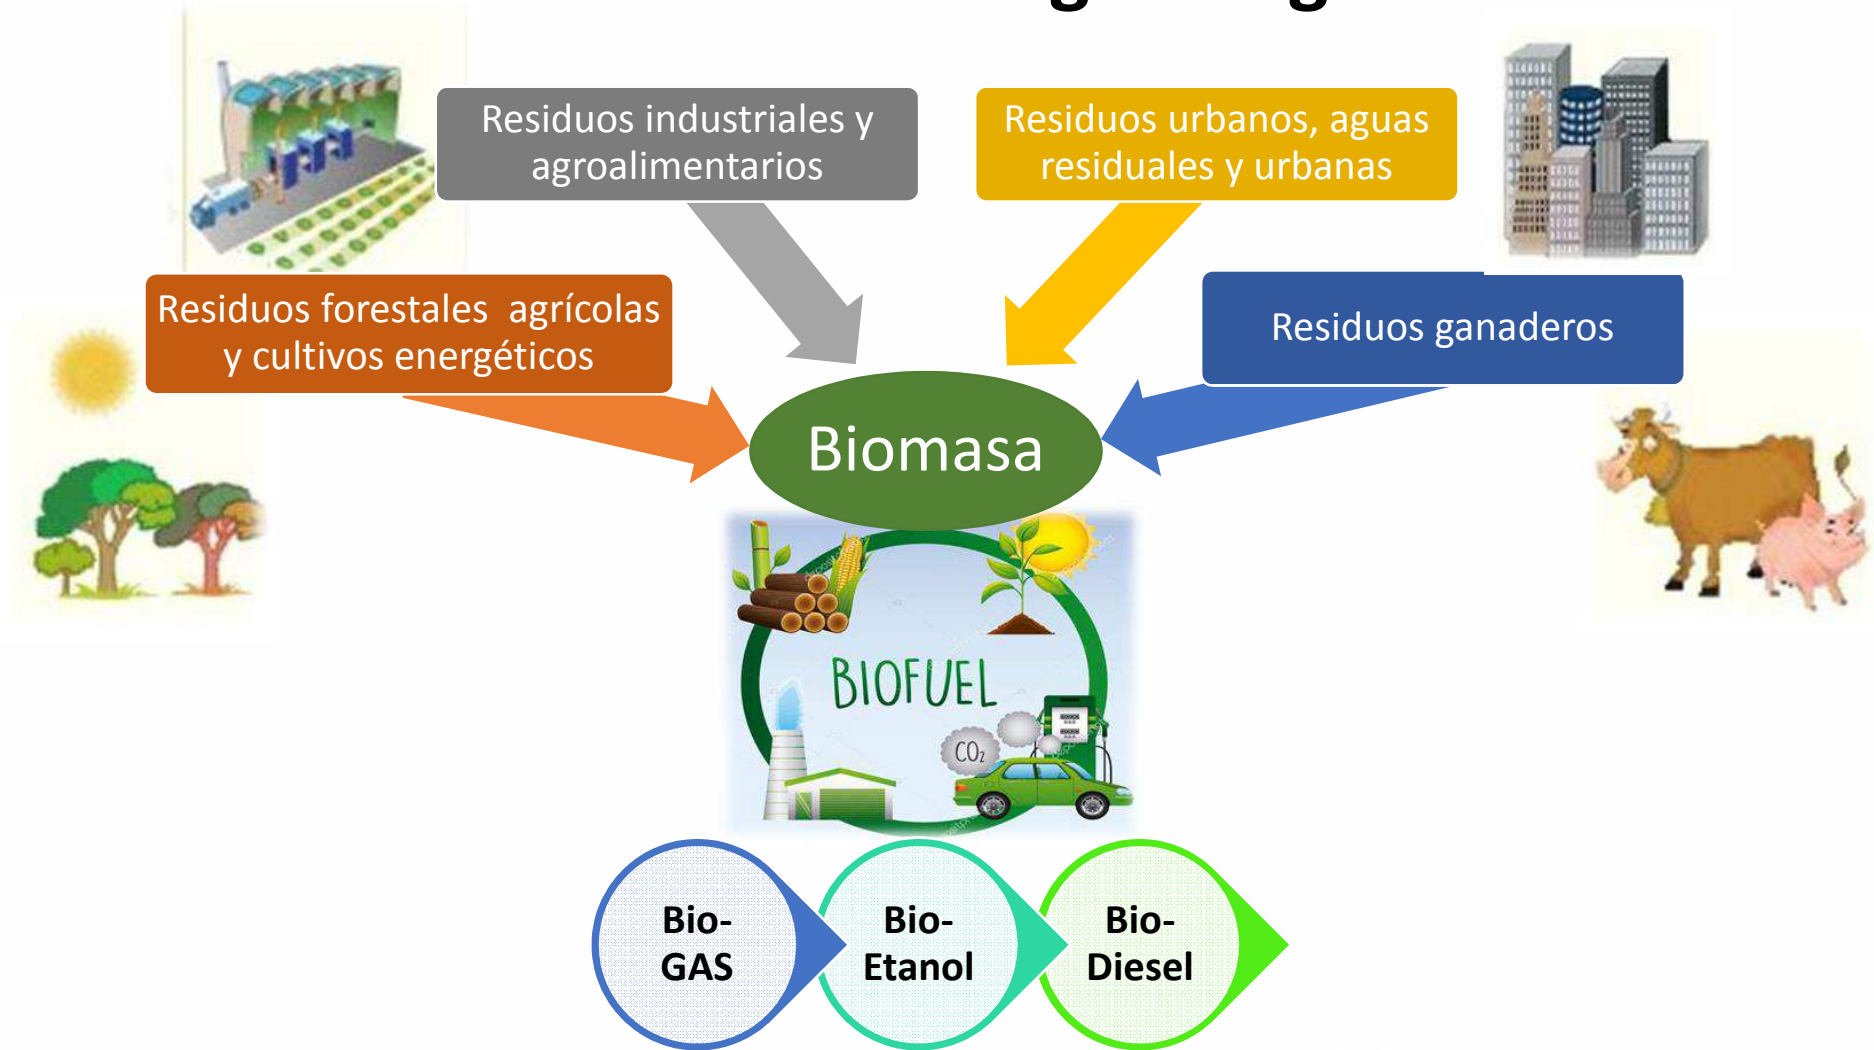 Residuos industriales y
agroalimentarios
Residuos urbanos, aguas
residuales y urbanas
Residuos forestales agrícolas
y cultivos energéticos
Residuos ganaderos
Biomasa
BIOFUEL
CO₂
Bio-
GAS
Bio-
Etanol
Bio-
Diesel